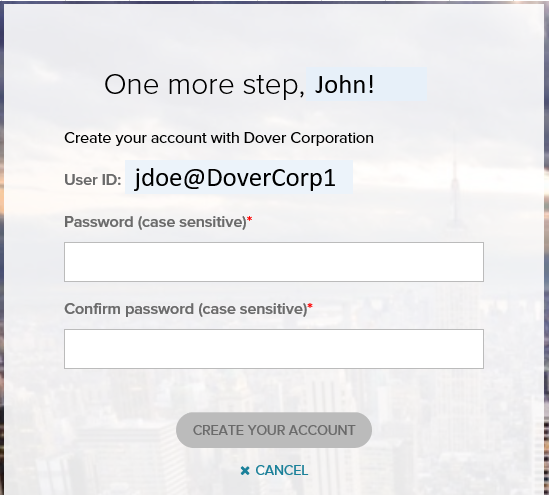 One more step, John!
Create your account with Dover Corporation
User ID: jdoe@DoverCorp1
Password (case sensitive)*
Confirm password (case sensitive)*
CREATE YOUR ACCOUNT
✖ CANCEL